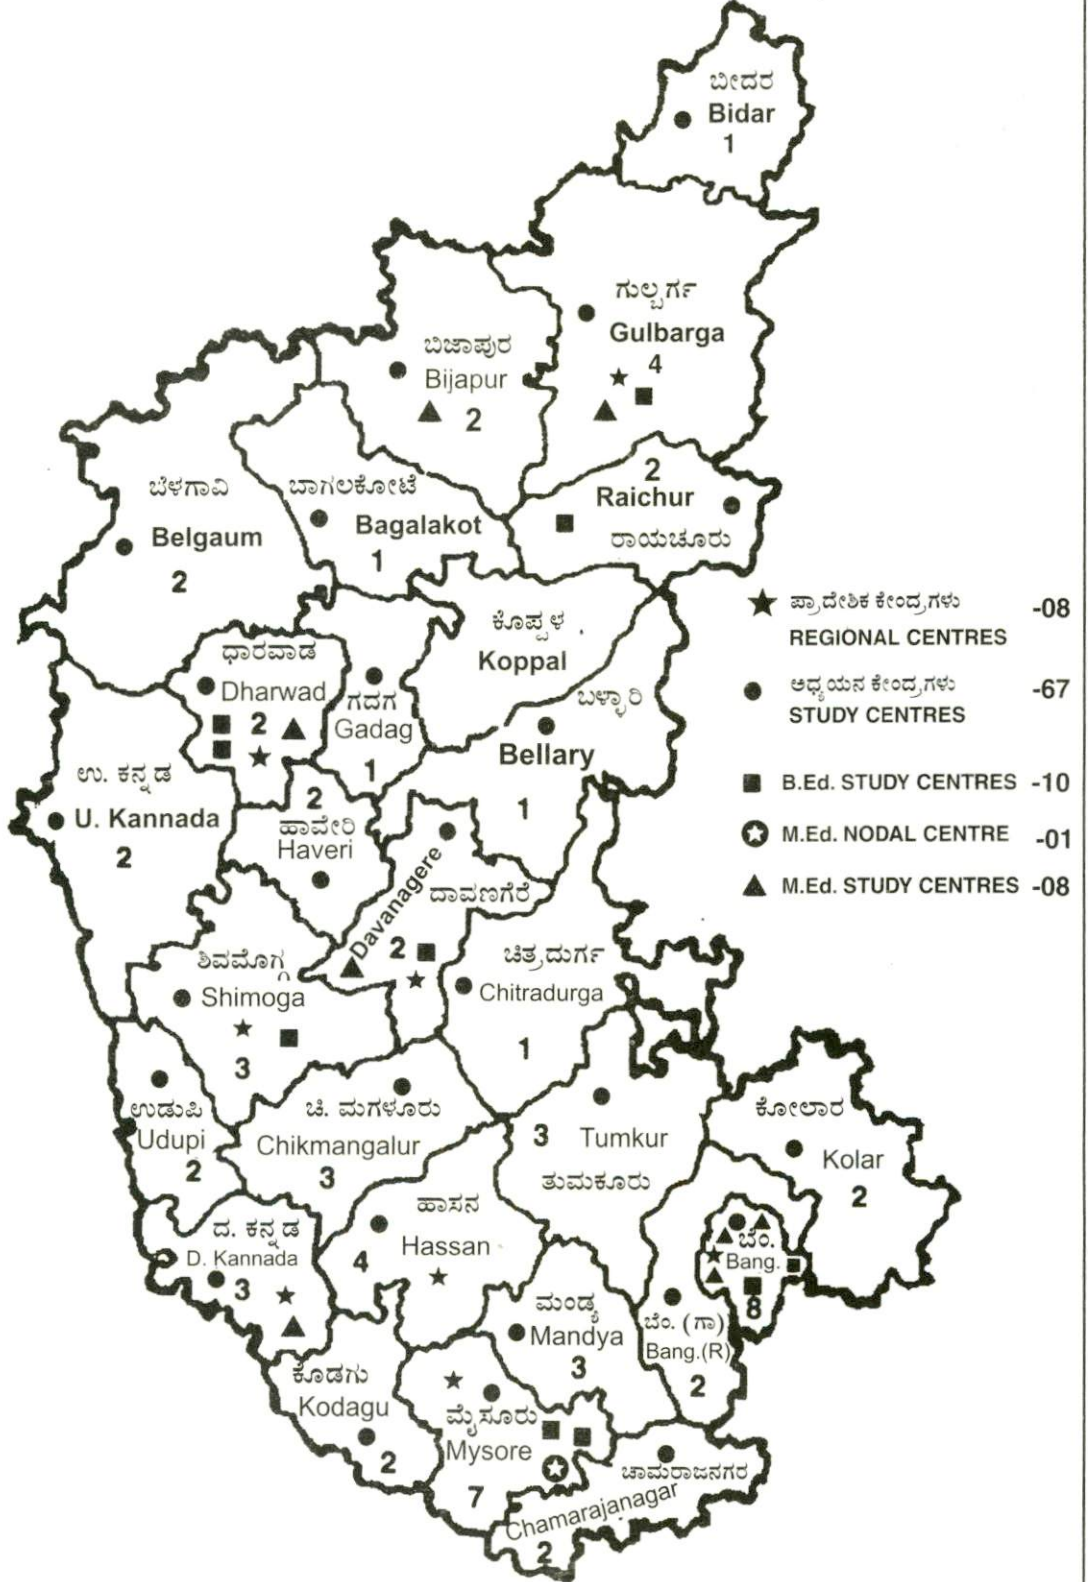 ಬೀದರ
Bidar
1
ಗುಲ್ಬರ್ಗ
Gulbarga
4
ಬಿಜಾಪುರ
Bijapur
2
2
Raichur
ರಾಯಚೂರು
ಬೆಳಗಾವಿ
Belgaum
2
ಬಾಗಲಕೋಟೆ
Bagalakot
1
ಕೊಪ್ಪಳ
Koppal
ಧಾರವಾಡ
Dharwad
2
ಗದಗ
Gadag
1
ಬಳ್ಳಾರಿ
Bellary
1
ಉ. ಕನ್ನಡ
U. Kannada
2
2
ಹಾವೇರಿ
Haveri
Davanagere
ದಾವಣಗೆರೆ
2
ಶಿವಮೊಗ್ಗ
Shimoga
3
ಚಿತ್ರದುರ್ಗ
Chitradurga
1
ಉಡುಪಿ
Udupi
2
ಚಿ. ಮಗಳೂರು
Chikmangalur
3
3 Tumkur
ತುಮಕೂರು
ಕೋಲಾರ
Kolar
2
ದ. ಕನ್ನಡ
D. Kannada
3
ಹಾಸನ
Hassan
4
ಬೆಂ.
Bang.
8
ಮಂಡ್ಯ
Mandya
3
ಬೆಂ. (ಗಾ)
Bang.(R)
2
ಕೊಡಗು
Kodagu
2
ಮೈಸೂರು
Mysore
7
ಚಾಮರಾಜನಗರ
Chamarajanagar
2
ಪ್ರಾದೇಶಿಕ ಕೇಂದ್ರಗಳು -08
REGIONAL CENTRES
ಅಧ್ಯಯನ ಕೇಂದ್ರಗಳು -67
STUDY CENTRES
B.Ed. STUDY CENTRES -10
M.Ed. NODAL CENTRE -01
M.Ed. STUDY CENTRES -08